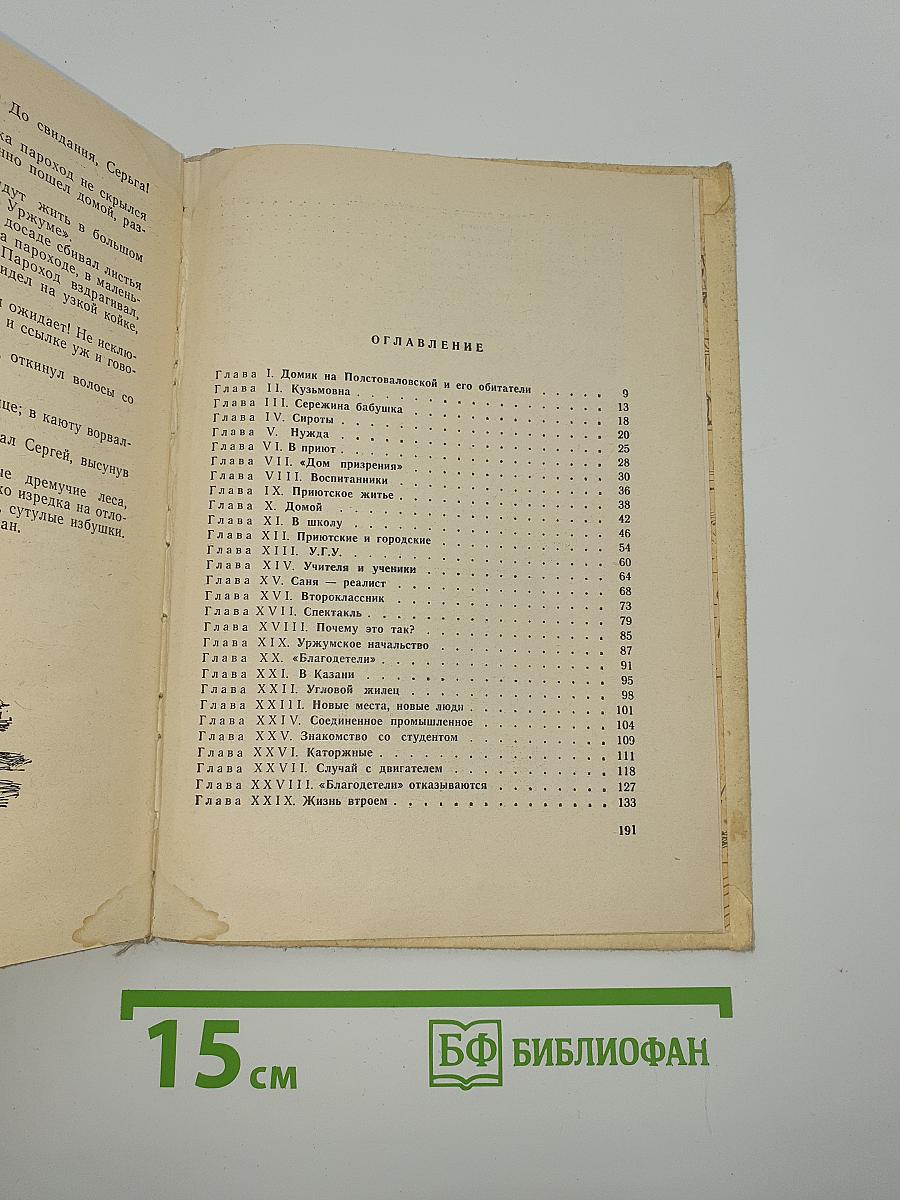 До свидания, Серьга!
ка пароход не скрылся
нно пошел домой, раз-
удут жить в большом
Уржуме».
досаде сбивал листья
а пароходе, в малень-
Пароход вздрагивал,
идел на узкой койке,
ожидает! Не исклю-
и ссылке уж и гово-
откинул волосы со
це; в каюту ворвал-
ал Сергей, высунув
ые дремучие леса,
ко изредка на отло-
, сутулые избушки.
ан.
ОГЛАВЛЕНИЕ
Глава I. Домик на Полстоваловской и его обитатели . . . . . 9
Глава II. Кузьмовна . . . . . 13
Глава III. Сережина бабушка . . . . . 18
Глава IV. Сироты . . . . . 20
Глава V. Нужда . . . . . 25
Глава VI. В приют . . . . . 28
Глава VII. «Дом призрения» . . . . . 30
Глава VIII. Воспитанники . . . . . 36
Глава IX. Приютское житье . . . . . 38
Глава X. Домой . . . . . 42
Глава XI. В школу . . . . . 46
Глава XII. Приютские и городские . . . . . 54
Глава XIII. У.Г.У. . . . . . 60
Глава XIV. Учителя и ученики . . . . . 64
Глава XV. Саня — реалист . . . . . 68
Глава XVI. Второклассник . . . . . 73
Глава XVII. Спектакль . . . . . 79
Глава XVIII. Почему это так? . . . . . 85
Глава XIX. Уржумское начальство . . . . . 87
Глава XX. «Благодетели» . . . . . 91
Глава XXI. В Казани . . . . . 95
Глава XXII. Угловой жилец . . . . . 98
Глава XXIII. Новые места, новые люди . . . . . 101
Глава XXIV. Соединенное промышленное . . . . . 104
Глава XXV. Знакомство со студентом . . . . . 109
Глава XXVI. Каторжные . . . . . 111
Глава XXVII. Случай с двигателем . . . . . 118
Глава XXVIII. «Благодетели» отказываются . . . . . 127
Глава XXIX. Жизнь втроем . . . . . 133
191
15 см
БФ БИБЛИОФАН